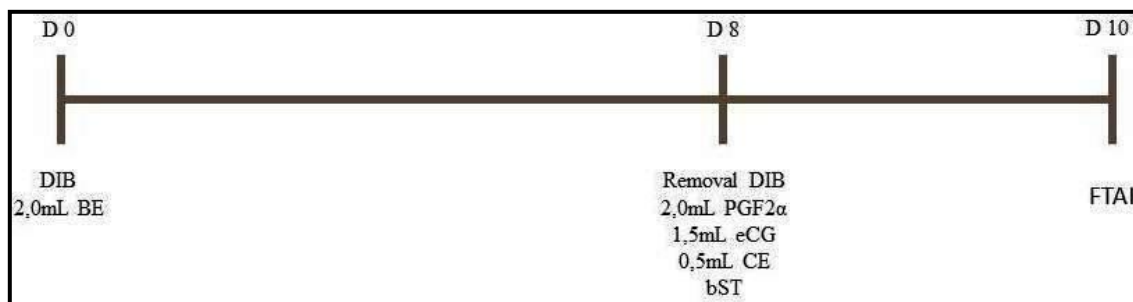 D 0
D 8
D 10
DIB
2,0mL BE
Removal DIB
2,0mL PGF2α
1,5mL eCG
0,5mL CE
bST
FTAI